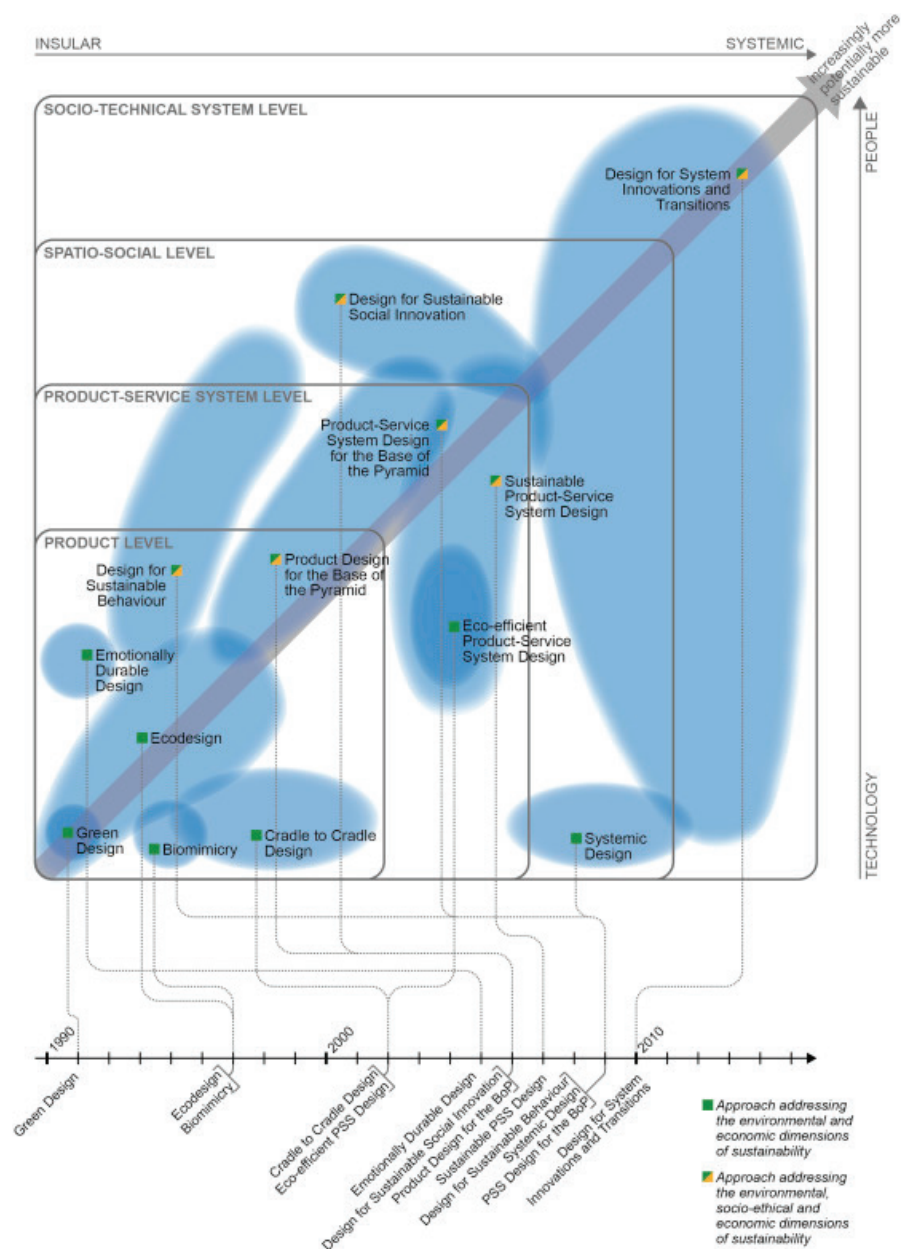 INSULAR
SYSTEMIC
Increasingly
potentially more
sustainable
SOCIO-TECHNICAL SYSTEM LEVEL
PEOPLE
Design for System
Innovations and
Transitions
SPATIO-SOCIAL LEVEL
Design for Sustainable
Social Innovation
PRODUCT-SERVICE SYSTEM LEVEL
Product-Service
System Design
for the Base of
the Pyramid
Sustainable
Product-Service
System Design
PRODUCT LEVEL
Design for
Sustainable
Behaviour
Product Design
for the Base of
the Pyramid
Eco-efficient
Product-Service
System Design
Emotionally
Durable
Design
Ecodesign
Green
Design
Biomimicry
Cradle to Cradle
Design
Systemic
Design
TECHNOLOGY
1990
2000
2010
Green Design
Ecodesign
Biomimicry
Cradle to Cradle Design
Eco-efficient PSS Design
Emotionally Durable Design
Design for Sustainable Social Innovation
Product Design for the BoP
Sustainable PSS Design
Design for Sustainable Behaviour
Systemic Design
PSS Design for the BoP
Design for System
Innovations and Transitions
Approach addressing
the environmental and
economic dimensions
of sustainability
Approach addressing
the environmental,
socio-ethical and
economic dimensions
of sustainability